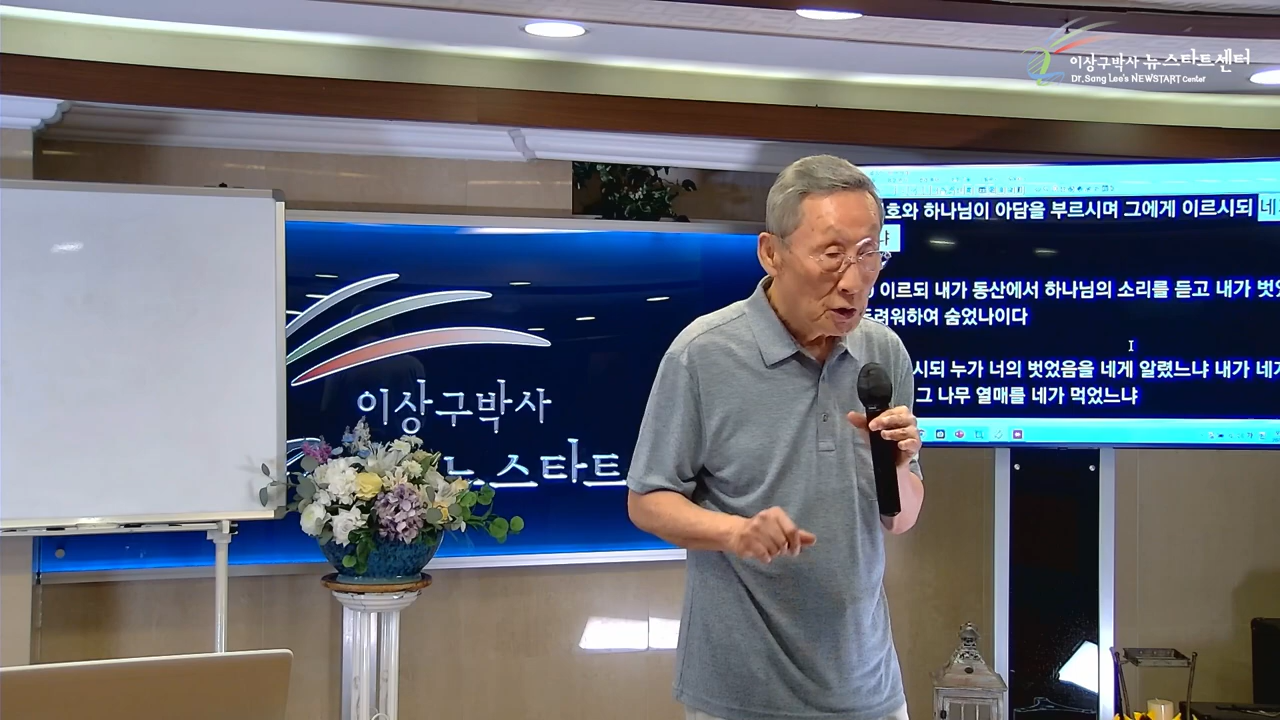 이상구박사 뉴스타트센터
Dr. Sang Lee's NEWSTART Center
호와 하나님이 아담을 부르시며 그에게 이르시되 네
이르되 내가 동산에서 하나님의 소리를 듣고 내가 벗었
두려워하여 숨었나이다
시되 누가 너의 벗었음을 네게 알렸느냐 내가 네게
그 나무 열매를 네가 먹었느냐
이상구박사
뉴스타트